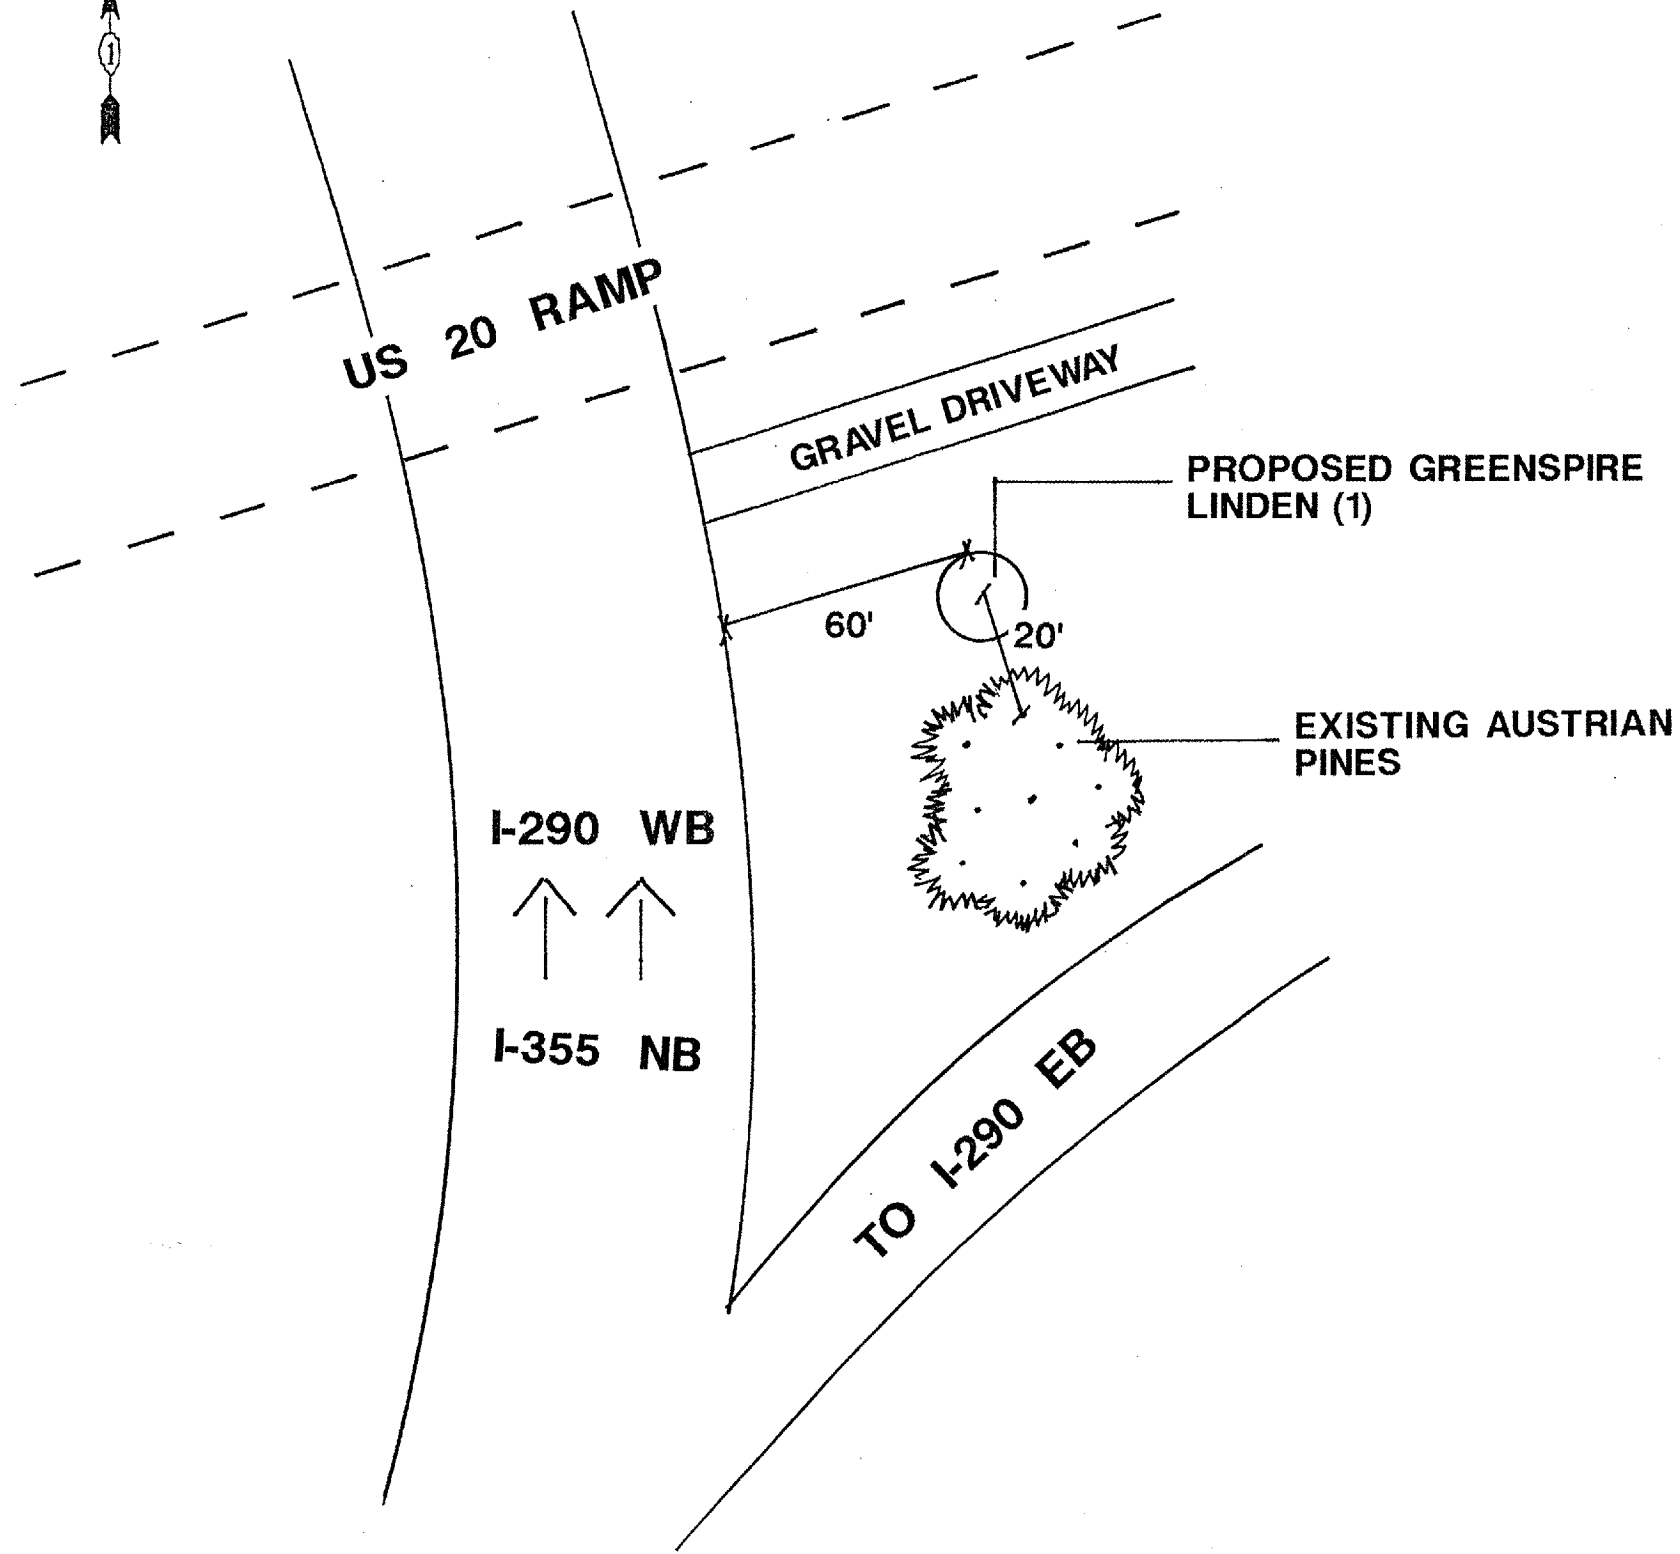 1
US 20 RAMP
GRAVEL DRIVEWAY
PROPOSED GREENSPIRE
LINDEN (1)
60'
20'
EXISTING AUSTRIAN
PINES
I-290 WB
I-355 NB
TO I-290 EB